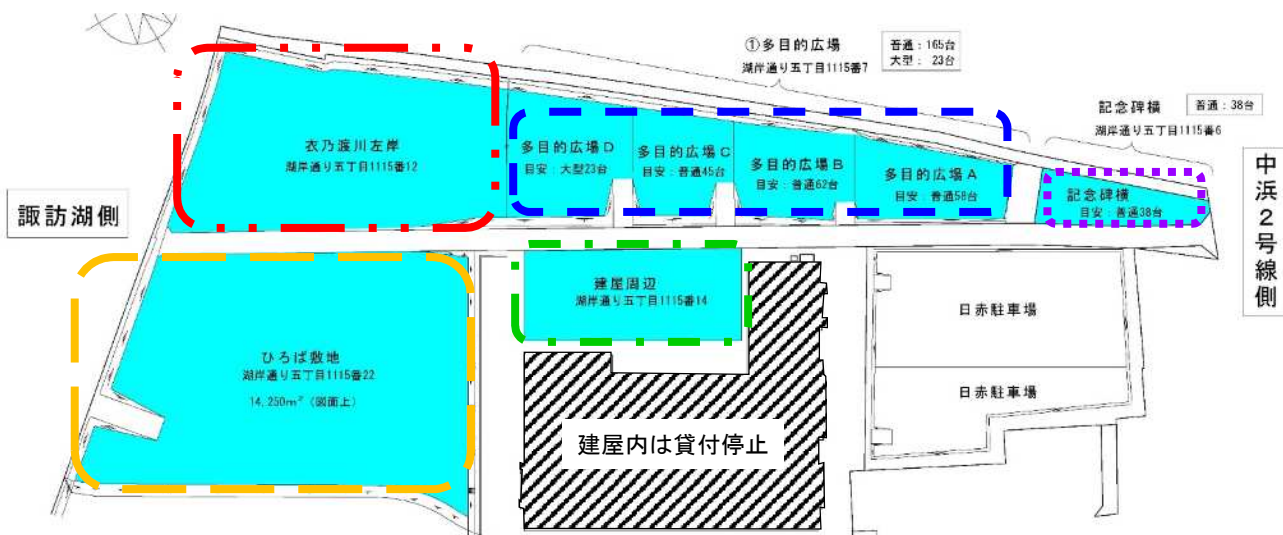 ①多目的広場
湖岸通り五丁目1115番7
普通：165台
大型： 23台
記念碑横
湖岸通り五丁目1115番6
普通：38台
衣乃渡川左岸
湖岸通り五丁目1115番12
多目的広場D
目安：大型23台
多目的広場C
目安：普通45台
多目的広場B
目安：普通62台
多目的広場A
目安：普通58台
記念碑横
目安：普通38台
諏訪湖側
中浜2号線側
建屋周辺
湖岸通り五丁目1115番14
日赤駐車場
ひろば敷地
湖岸通り五丁目1115番22
14,250m²（図面上）
日赤駐車場
建屋内は貸付停止